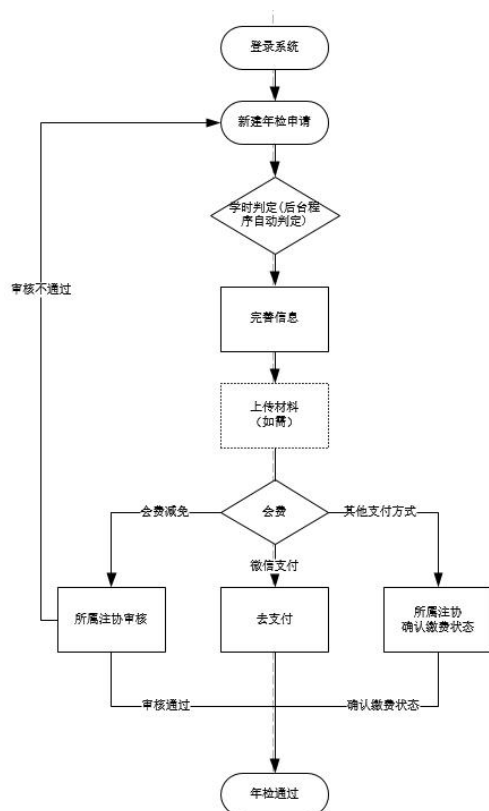 登录系统
新建年检申请
学时判定(后台程
序自动判定)
审核不通过
完善信息
上传材料
（如需）
会费减免
会费
其他支付方式
微信支付
所属注协审核
去支付
所属注协
确认缴费状态
审核通过
确认缴费状态
年检通过